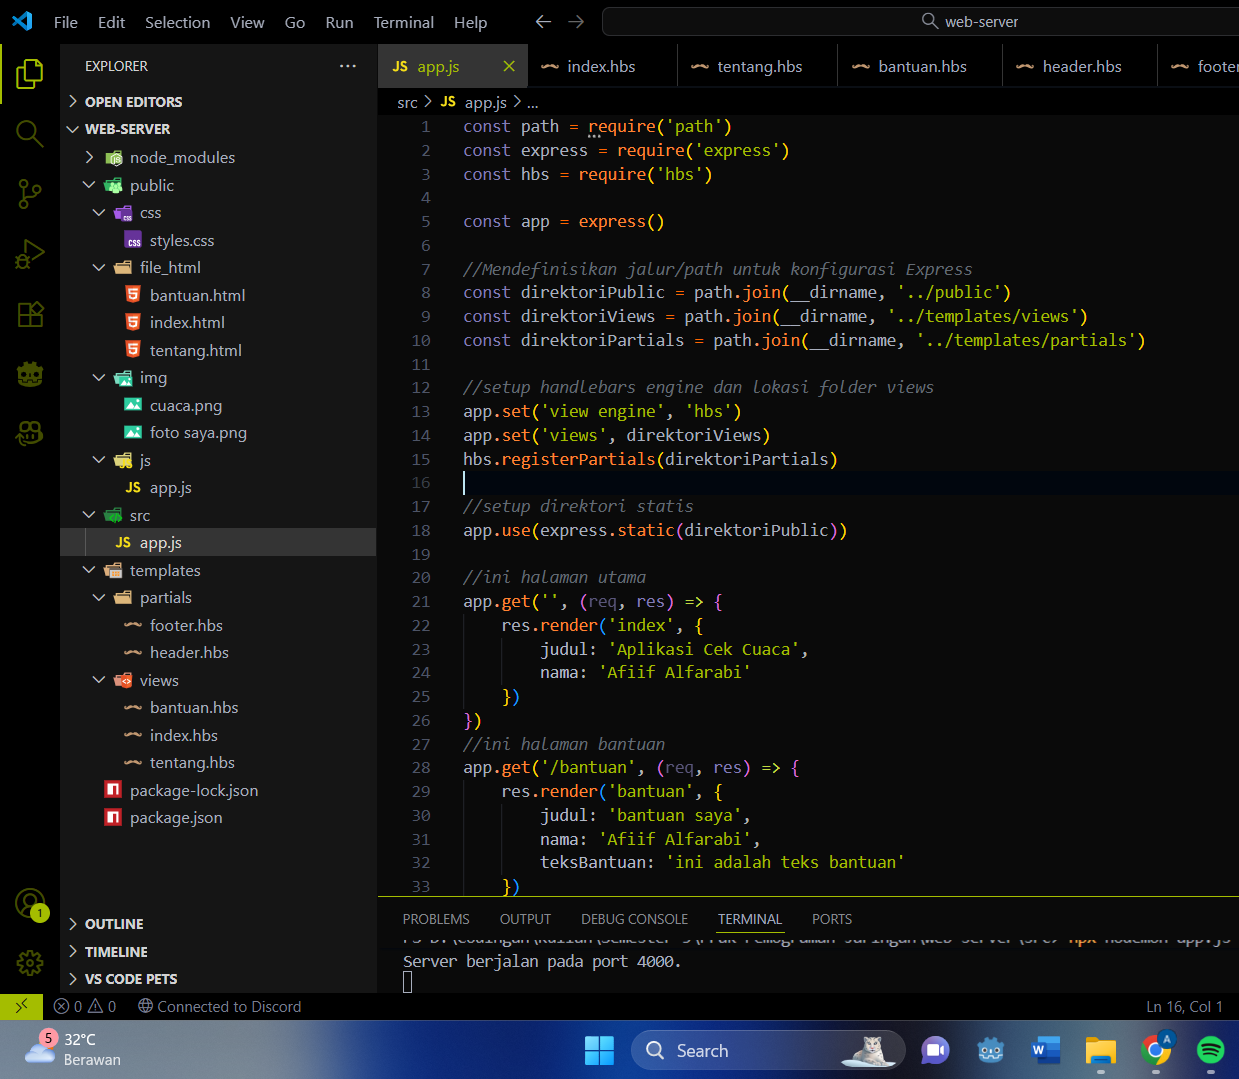 File Edit Selection View Go Run Terminal Help
web-server
EXPLORER
OPEN EDITORS
WEB-SERVER
node_modules
public
css
styles.css
file_html
bantuan.html
index.html
tentang.html
img
cuaca.png
foto saya.png
js
JS app.js
src
JS app.js
templates
partials
footer.hbs
header.hbs
views
bantuan.hbs
index.hbs
tentang.hbs
package-lock.json
package.json
OUTLINE
TIMELINE
VS CODE PETS
JS app.js index.hbs tentang.hbs bantuan.hbs header.hbs footer
src > JS app.js > ...
1 const path = require('path')
2 const express = require('express')
3 const hbs = require('hbs')
4
5 const app = express()
6
7 //Mendefinisikan jalur/path untuk konfigurasi Express
8 const direktoriPublic = path.join(__dirname, '../public')
9 const direktoriViews = path.join(__dirname, '../templates/views')
10 const direktoriPartials = path.join(__dirname, '../templates/partials')
11
12 //setup handlebars engine dan lokasi folder views
13 app.set('view engine', 'hbs')
14 app.set('views', direktoriViews)
15 hbs.registerPartials(direktoriPartials)
16
17 //setup direktori statis
18 app.use(express.static(direktoriPublic))
19
20 //ini halaman utama
21 app.get('', (req, res) => {
22 res.render('index', {
23 judul: 'Aplikasi Cek Cuaca',
24 nama: 'Afiif Alfarabi'
25 })
26 })
27 //ini halaman bantuan
28 app.get('/bantuan', (req, res) => {
29 res.render('bantuan', {
30 judul: 'bantuan saya',
31 nama: 'Afiif Alfarabi',
32 teksBantuan: 'ini adalah teks bantuan'
33 })
PROBLEMS OUTPUT DEBUG CONSOLE TERMINAL PORTS
Server berjalan pada port 4000.
1
0 0 Connected to Discord
Ln 16, Col 1
5
32°C
Berawan
Search